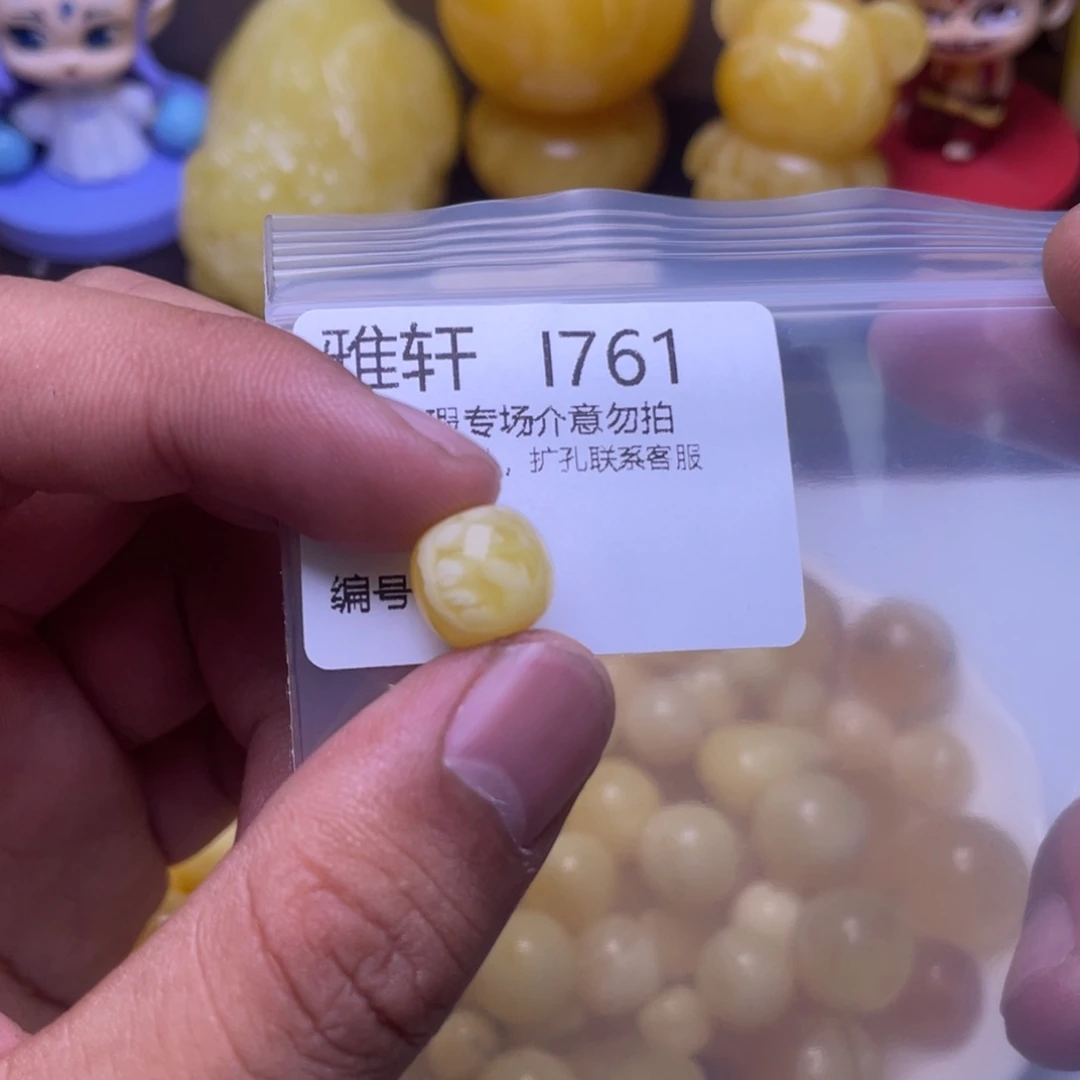 雅轩 I761
瑕专场介意勿拍
，扩孔联系客服
编号